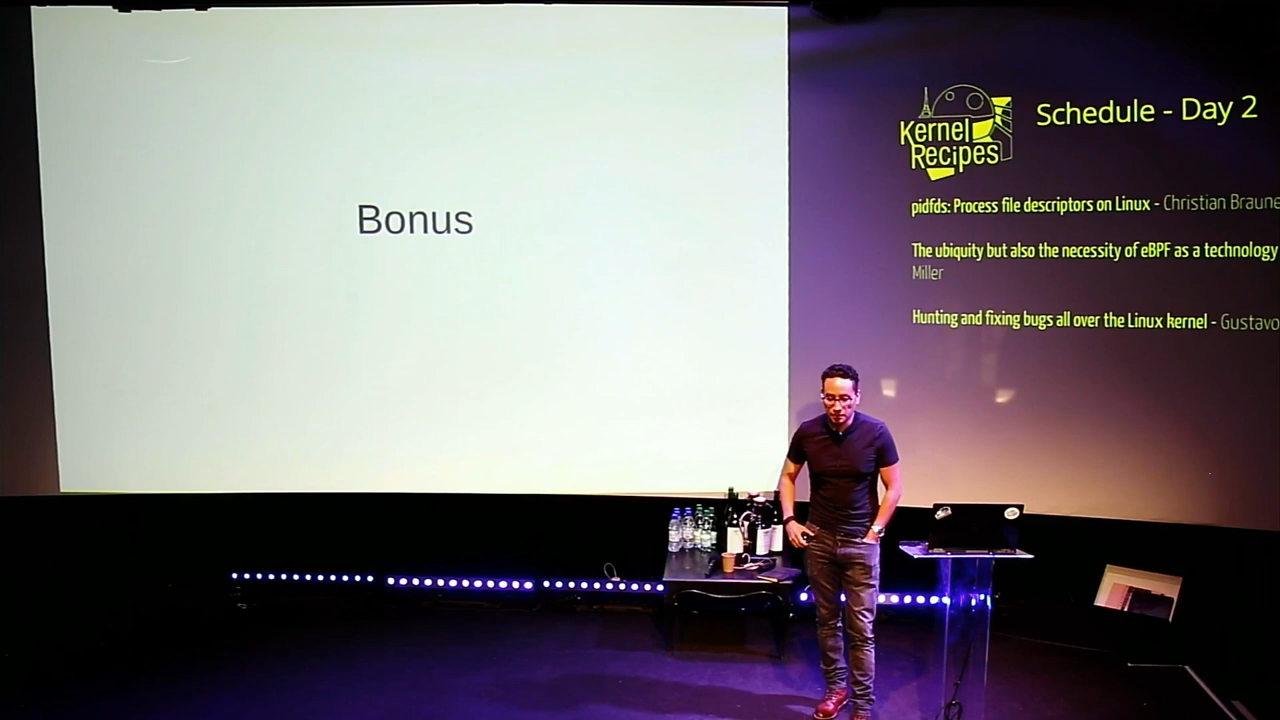 Bonus
Kernel
Recipes
Schedule - Day 2
pidfds: Process file descriptors on Linux - Christian Braune
The ubiquity but also the necessity of eBPF as a technology
Miller
Hunting and fixing bugs all over the Linux kernel - Gustavo